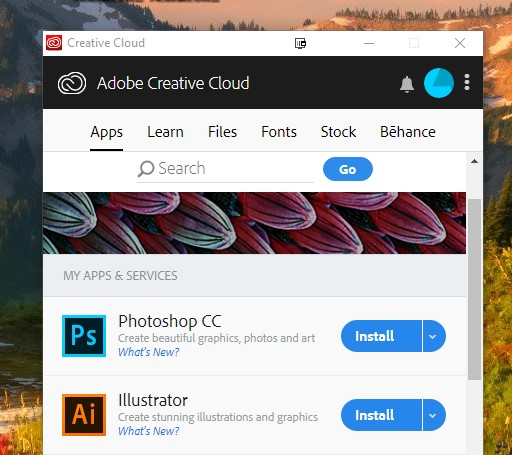 Creative Cloud
Adobe Creative Cloud
Apps Learn Files Fonts Stock Bēhance
Search Go
MY APPS & SERVICES
Ps Photoshop CC
Create beautiful graphics, photos and art
What's New?
Install
Ai Illustrator
Create stunning illustrations and graphics
What's New?
Install